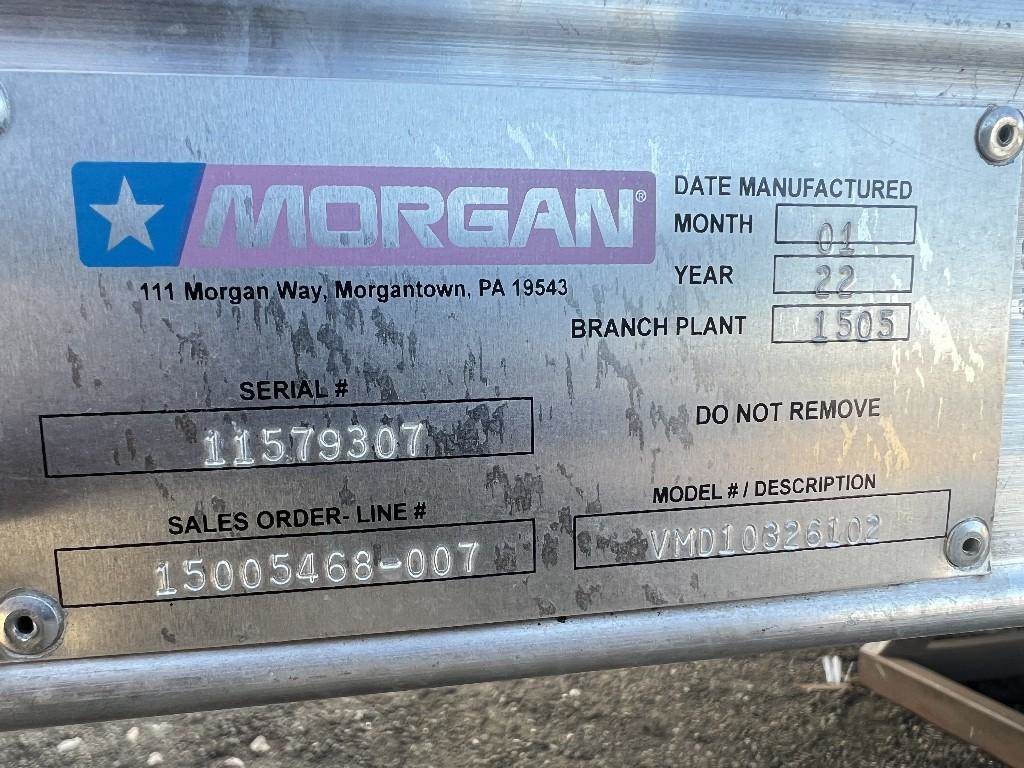 MORGAN®
111 Morgan Way, Morgantown, PA 19543
DATE MANUFACTURED
MONTH 01
YEAR 22
BRANCH PLANT 1505
SERIAL #
11579307
DO NOT REMOVE
SALES ORDER- LINE #
15005468-007
MODEL # / DESCRIPTION
VMD10326102